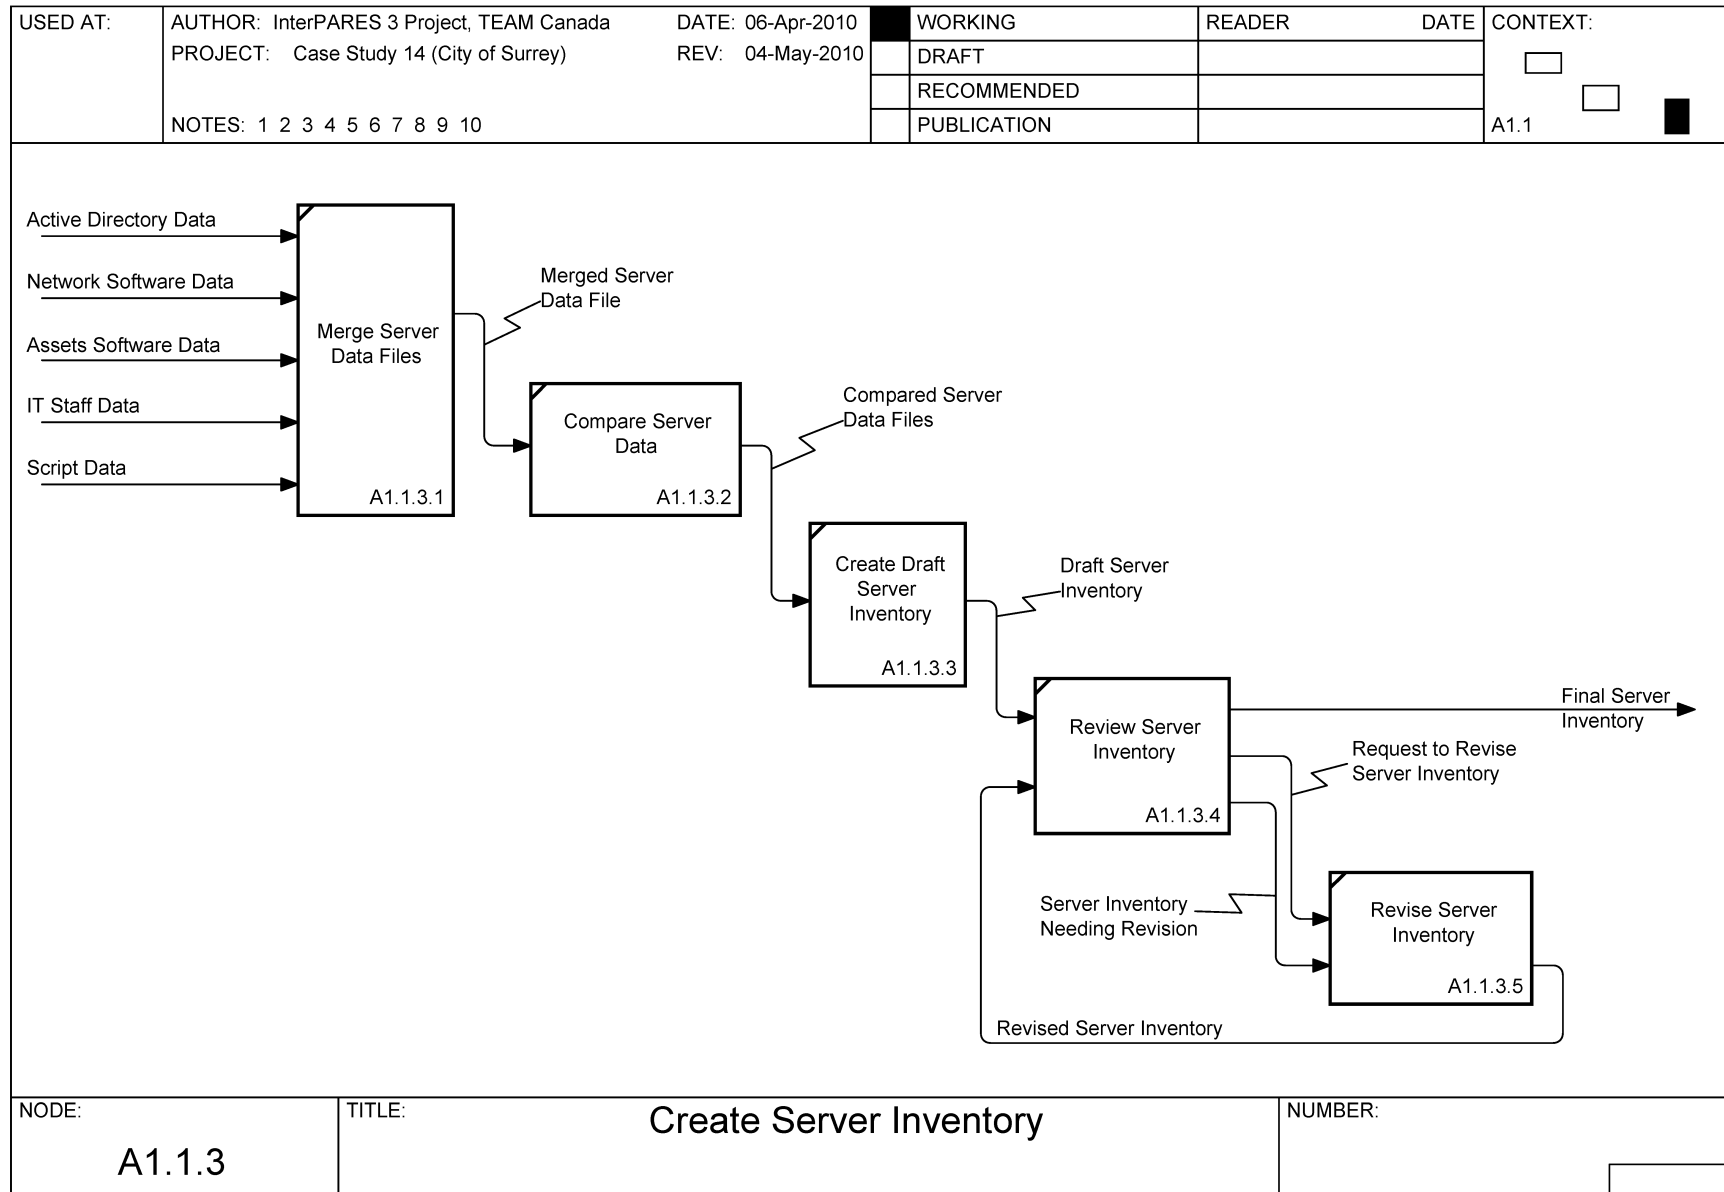 USED AT:
AUTHOR: InterPARES 3 Project, TEAM Canada
DATE: 06-Apr-2010
WORKING
READER
DATE
CONTEXT:
PROJECT: Case Study 14 (City of Surrey)
REV: 04-May-2010
DRAFT
RECOMMENDED
NOTES: 1 2 3 4 5 6 7 8 9 10
PUBLICATION
A1.1
Active Directory Data
Network Software Data
Assets Software Data
IT Staff Data
Script Data
Merge Server
Data Files
A1.1.3.1
Merged Server
Data File
Compare Server
Data
A1.1.3.2
Compared Server
Data Files
Create Draft
Server
Inventory
A1.1.3.3
Draft Server
Inventory
Review Server
Inventory
A1.1.3.4
Final Server
Inventory
Request to Revise
Server Inventory
Server Inventory
Needing Revision
Revise Server
Inventory
A1.1.3.5
Revised Server Inventory
NODE:
A1.1.3
TITLE:
Create Server Inventory
NUMBER: